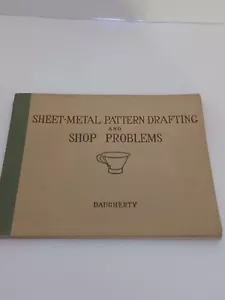 SHEET-METAL PATTERN DRAFTING
AND
SHOP PROBLEMS
DAUGHERTY